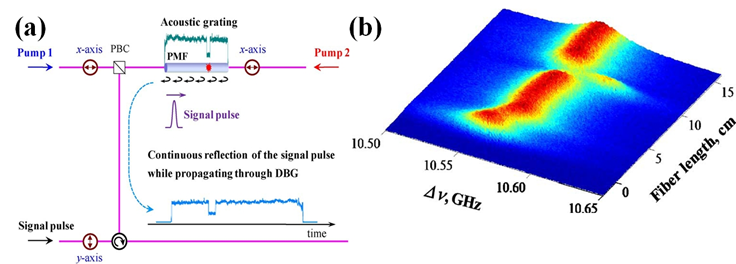 (a)
Acoustic grating
Pump 1
x-axis
PBC
PMF
x-axis
Pump 2
Signal pulse
Continuous reflection of the signal pulse
while propagating through DBG
Signal pulse
time
y-axis
(b)
10.50
10.55
10.60
10.65
Δν, GHz
0
5
10
15
Fiber length, cm